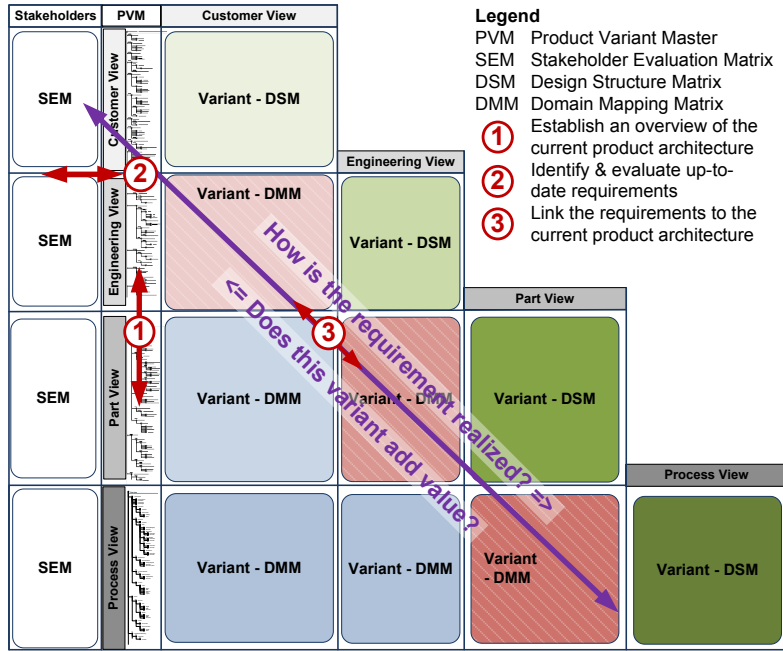 Stakeholders PVM Customer View
Legend
PVM Product Variant Master
SEM Stakeholder Evaluation Matrix
DSM Design Structure Matrix
DMM Domain Mapping Matrix
1 Establish an overview of the
current product architecture
2 Identify & evaluate up-to-
date requirements
3 Link the requirements to the
current product architecture
SEM
Customer View
Variant - DSM
Engineering View
2
SEM
Engineering View
Variant - DMM
Variant - DSM
Part View
How is the requirement realized? =>
<= Does this variant add value?
1
3
SEM
Part View
Variant - DMM
Variant - DMM
Variant - DSM
Process View
SEM
Process View
Variant - DMM
Variant - DMM
Variant
- DMM
Variant - DSM